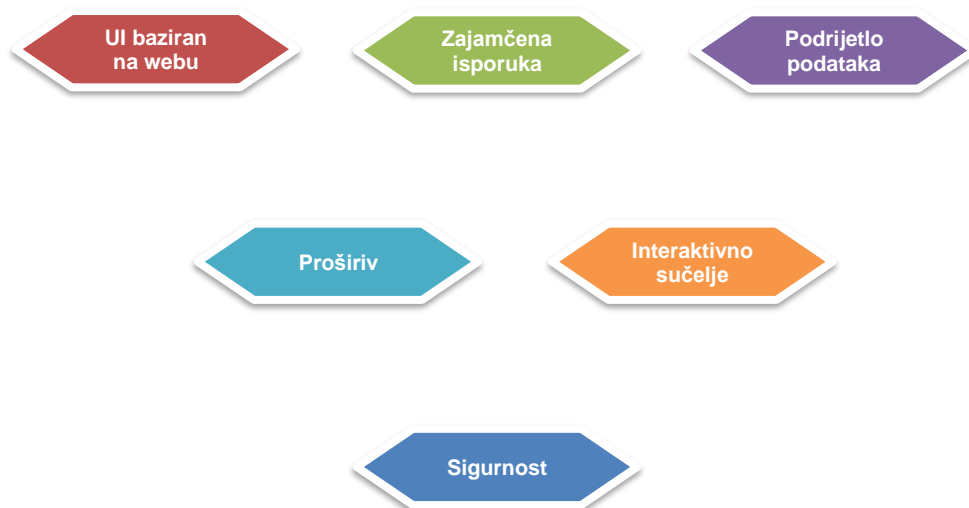 UI baziran
na webu
Zajamčena
isporuka
Podrijetlo
podataka
Proširiv
Interaktivno
sučelje
Sigurnost